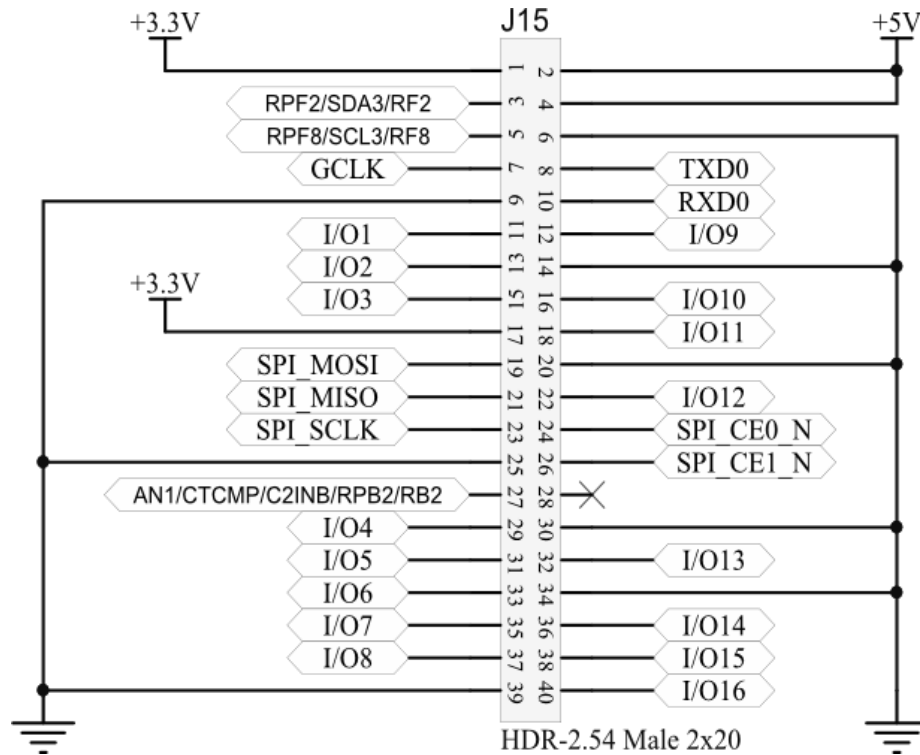 +3.3V J15 +5V
1 2
RPF2/SDA3/RF2 3 4
RPF8/SCL3/RF8 5 6
GCLK 7 8 TXD0
9 10 RXD0
I/O1 11 12 I/O9
I/O2 13 14
+3.3V
I/O3 15 16 I/O10
17 18 I/O11
SPI_MOSI 19 20
SPI_MISO 21 22 I/O12
SPI_SCLK 23 24 SPI_CE0_N
25 26 SPI_CE1_N
AN1/CTCMP/C2INB/RPB2/RB2 27 28
I/O4 29 30
I/O5 31 32 I/O13
I/O6 33 34
I/O7 35 36 I/O14
I/O8 37 38 I/O15
39 40 I/O16
HDR-2.54 Male 2x20